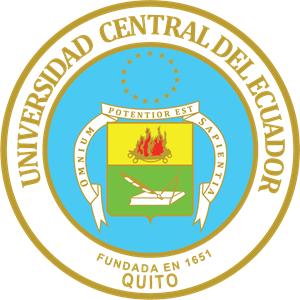 UNIVERSIDAD CENTRAL DEL ECUADOR
OMNIUM POTENTIOR EST SAPIENTIA
FUNDADA EN 1651
QUITO